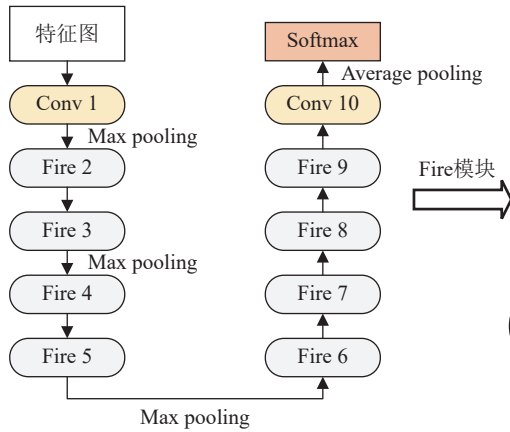 特征图
Conv 1
Max pooling
Fire 2
Fire 3
Max pooling
Fire 4
Fire 5
Max pooling
Softmax
Average pooling
Conv 10
Fire 9
Fire 8
Fire 7
Fire 6
Fire模块